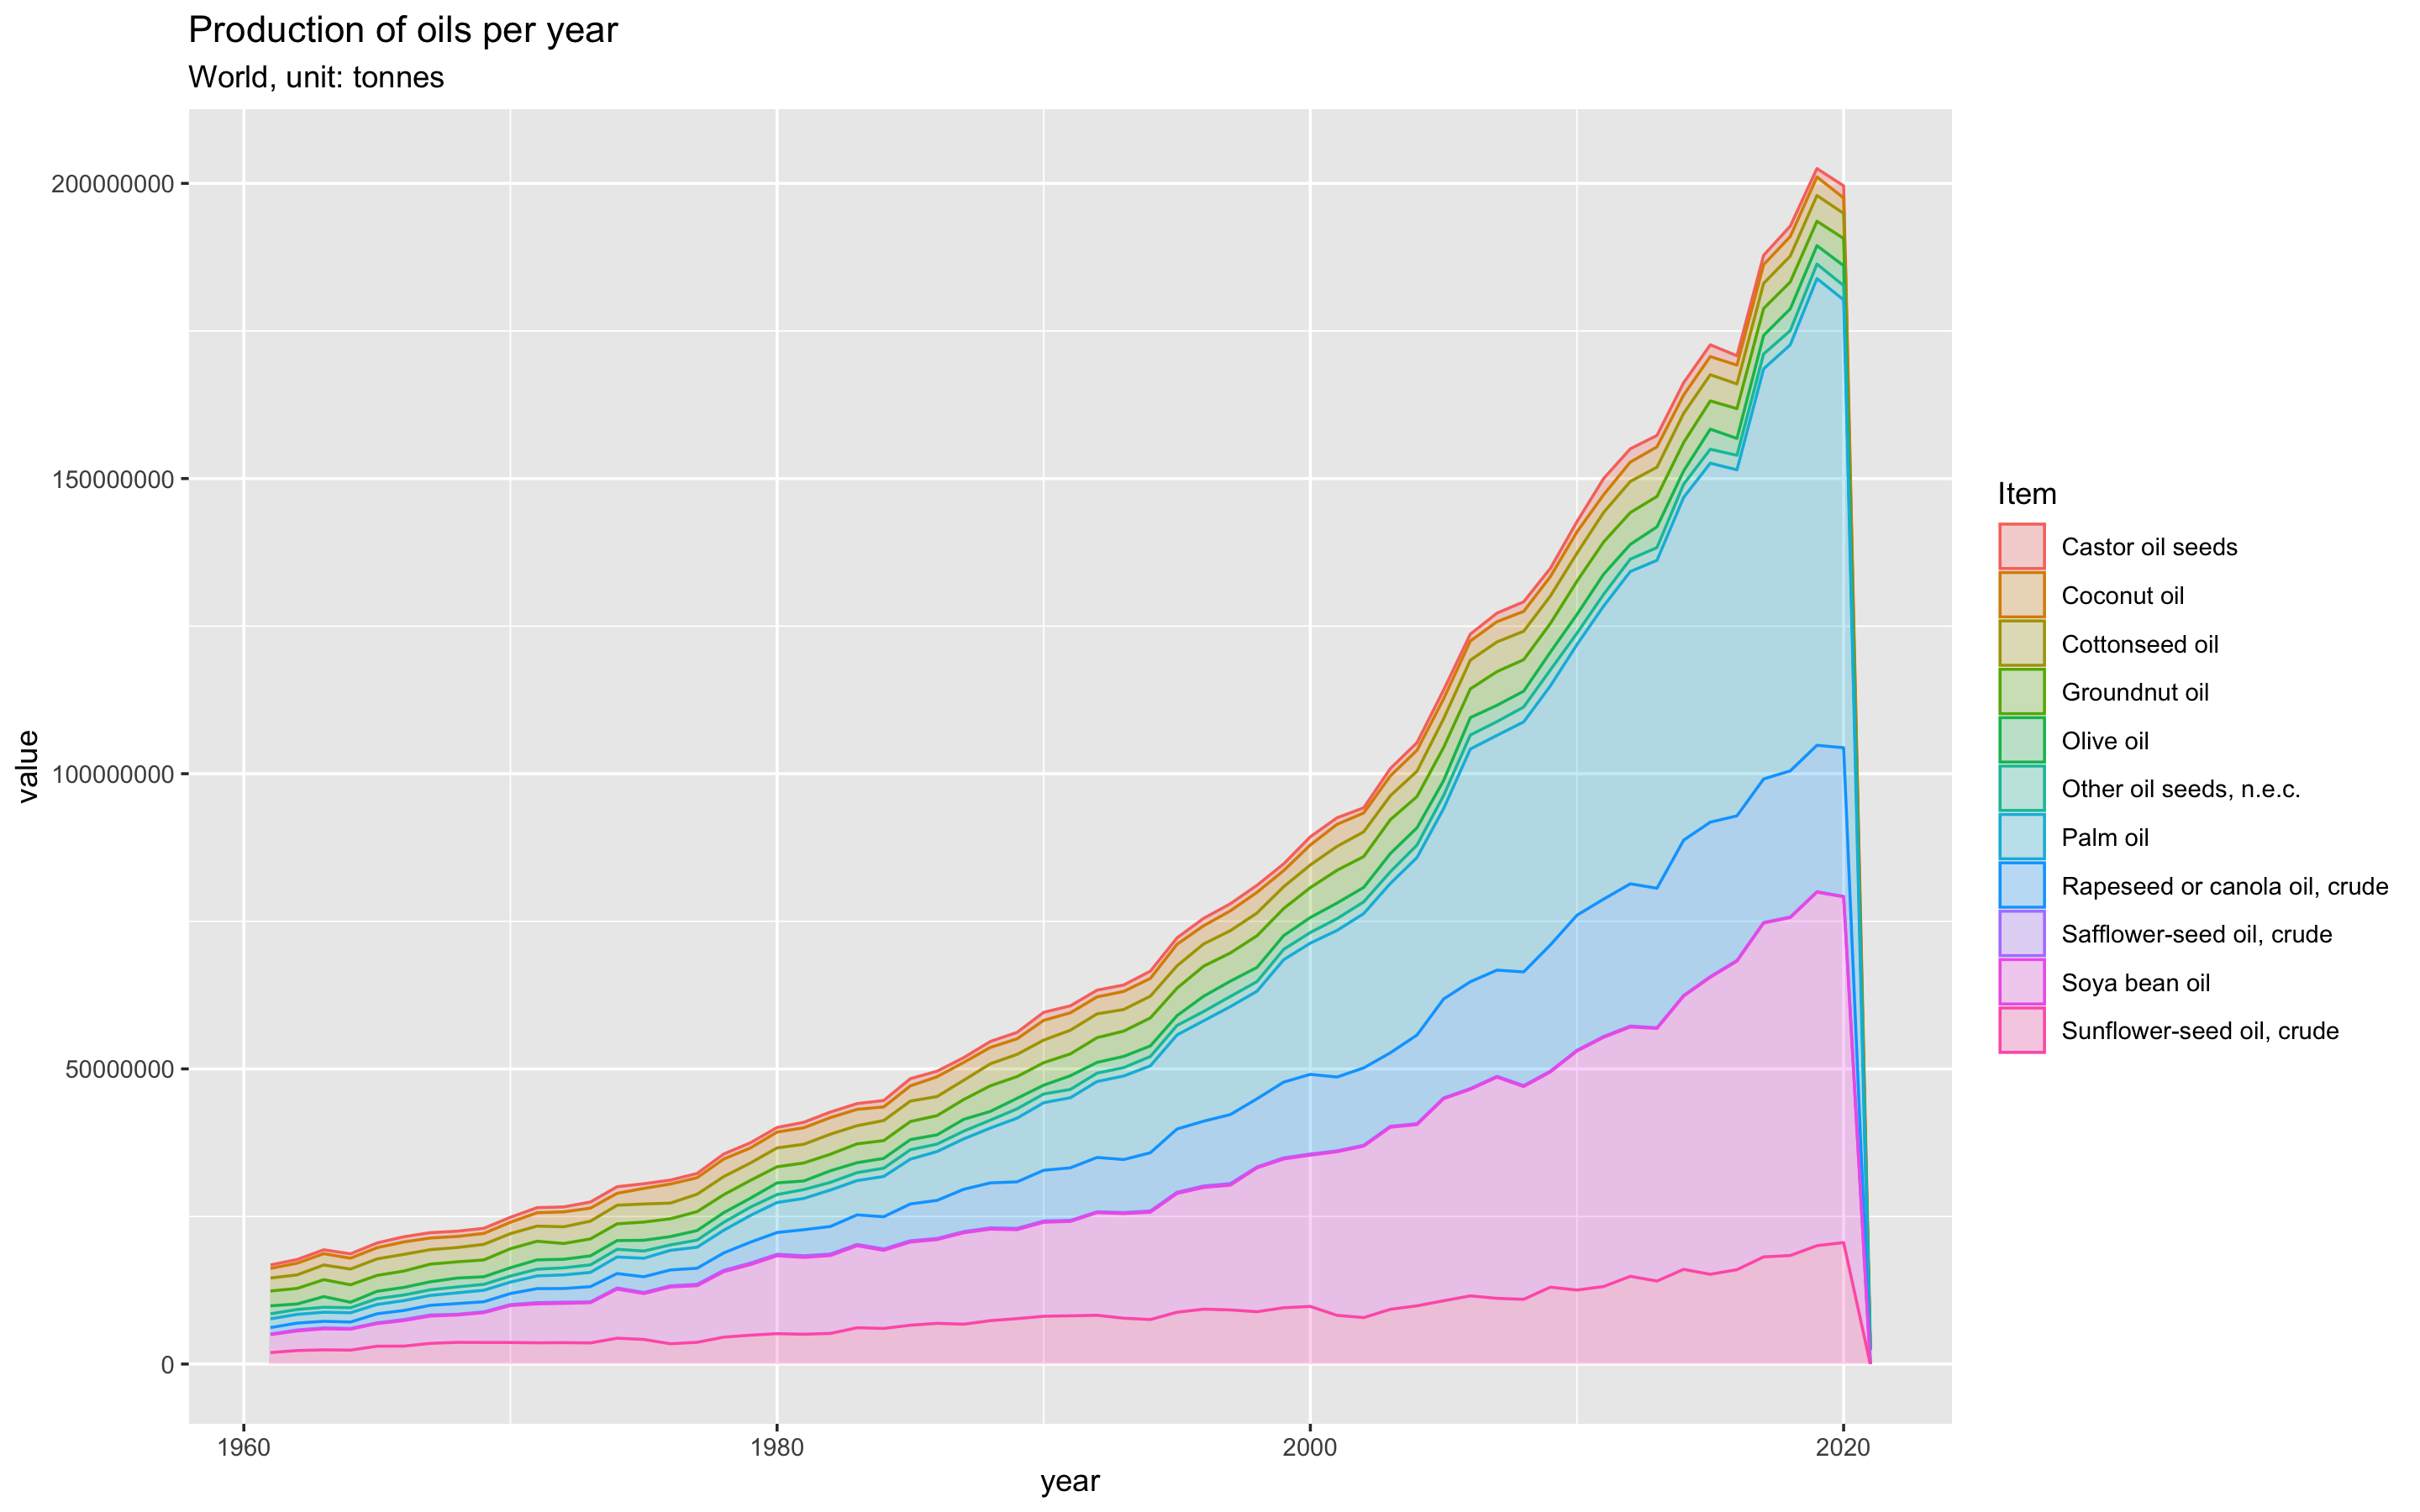 Production of oils per year
World, unit: tonnes
value
200000000
150000000
100000000
50000000
0
1960
1980
2000
2020
year
Item
Castor oil seeds
Coconut oil
Cottonseed oil
Groundnut oil
Olive oil
Other oil seeds, n.e.c.
Palm oil
Rapeseed or canola oil, crude
Safflower-seed oil, crude
Soya bean oil
Sunflower-seed oil, crude